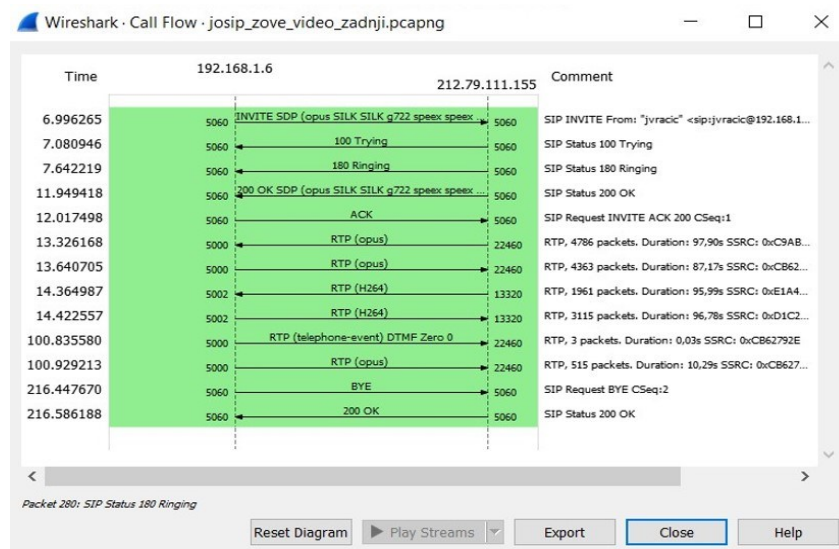 Wireshark · Call Flow · josip_zove_video_zadnji.pcapng
Time 192.168.1.6 212.79.111.155 Comment
6.996265 5060 INVITE SDP (opus SILK SILK g722 speex speex ... 5060 SIP INVITE From: "jvracic" <sip:jvracic@192.168.1...
7.080946 5060 100 Trying 5060 SIP Status 100 Trying
7.642219 5060 180 Ringing 5060 SIP Status 180 Ringing
11.949418 5060 200 OK SDP (opus SILK SILK g722 speex speex ... 5060 SIP Status 200 OK
12.017498 5060 ACK 5060 SIP Request INVITE ACK 200 CSeq:1
13.326168 5000 RTP (opus) 22460 RTP, 4786 packets. Duration: 97,90s SSRC: 0xC9AB...
13.640705 5000 RTP (opus) 22460 RTP, 4363 packets. Duration: 87,17s SSRC: 0xCB62...
14.364987 5002 RTP (H264) 13320 RTP, 1961 packets. Duration: 95,99s SSRC: 0xE1A4...
14.422557 5002 RTP (H264) 13320 RTP, 3115 packets. Duration: 96,78s SSRC: 0xD1C2...
100.835580 5000 RTP (telephone-event) DTMF Zero 0 22460 RTP, 3 packets. Duration: 0,03s SSRC: 0xCB62792E
100.929213 5000 RTP (opus) 22460 RTP, 515 packets. Duration: 10,29s SSRC: 0xCB627...
216.447670 5060 BYE 5060 SIP Request BYE CSeq:2
216.586188 5060 200 OK 5060 SIP Status 200 OK
Packet 280: SIP Status 180 Ringing
Reset Diagram Play Streams Export Close Help